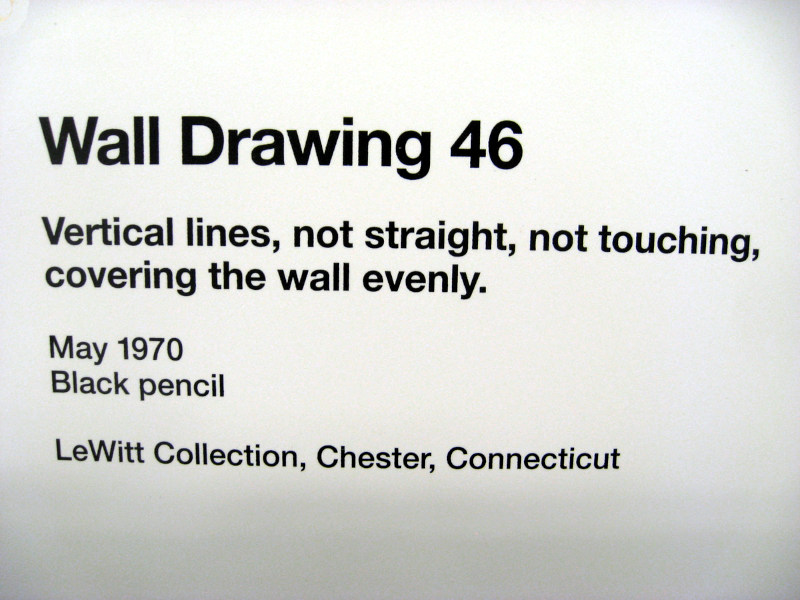 Wall Drawing 46
Vertical lines, not straight, not touching,
covering the wall evenly.
May 1970
Black pencil
LeWitt Collection, Chester, Connecticut